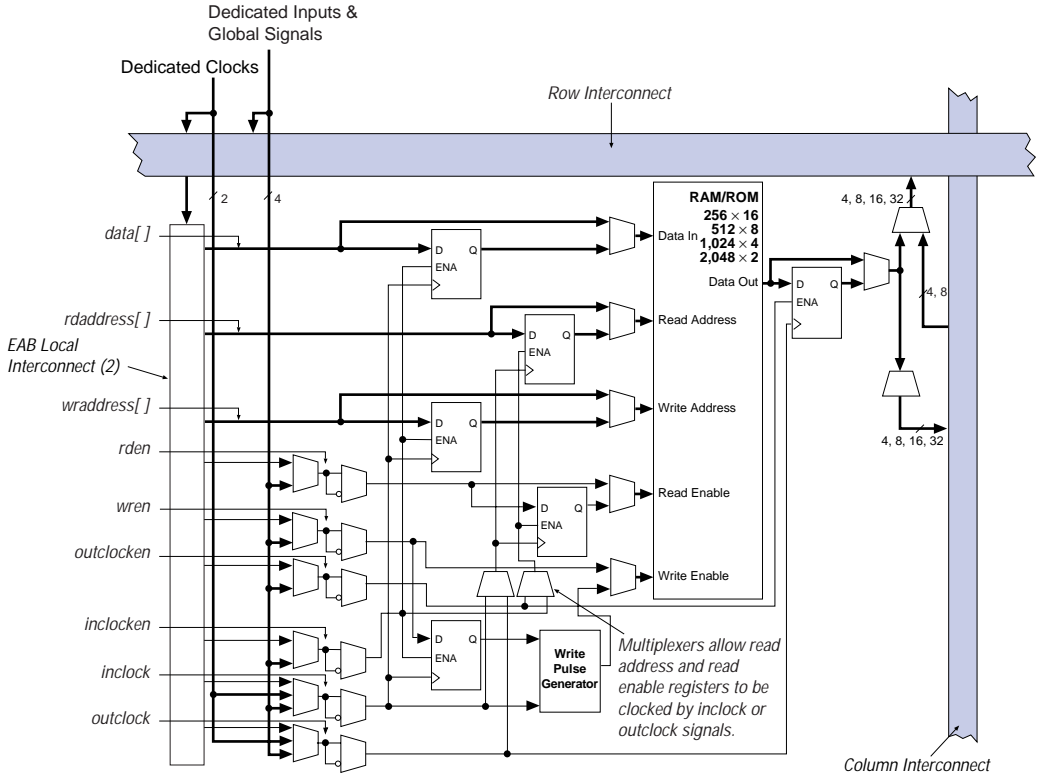 Dedicated Inputs &
Global Signals
Dedicated Clocks
Row Interconnect
2
4
4, 8, 16, 32
RAM/ROM
256 × 16
512 × 8
1,024 × 4
2,048 × 2
data[ ]
D
Q
ENA
Data In
Data Out
D
Q
ENA
4, 8
rdaddress[ ]
D
Q
ENA
Read Address
EAB Local
Interconnect (2)
wraddress[ ]
D
Q
ENA
Write Address
4, 8, 16, 32
rden
Read Enable
D
Q
ENA
wren
outclocken
Write Enable
inclocken
D
Q
ENA
Write
Pulse
Generator
Multiplexers allow read
address and read
enable registers to be
clocked by inclock or
outclock signals.
inclock
outclock
Column Interconnect